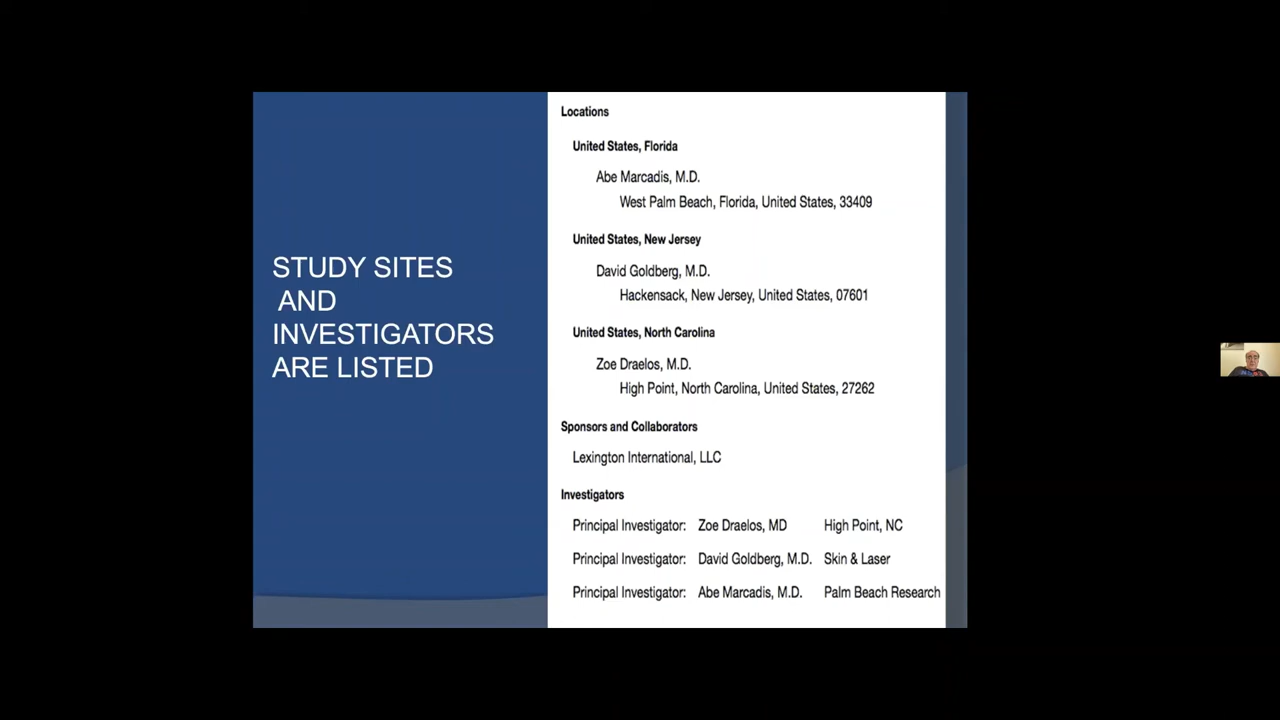 STUDY SITES
AND
INVESTIGATORS
ARE LISTED
Locations
United States, Florida
Abe Marcadis, M.D.
West Palm Beach, Florida, United States, 33409
United States, New Jersey
David Goldberg, M.D.
Hackensack, New Jersey, United States, 07601
United States, North Carolina
Zoe Draelos, M.D.
High Point, North Carolina, United States, 27262
Sponsors and Collaborators
Lexington International, LLC
Investigators
Principal Investigator: Zoe Draelos, MD High Point, NC
Principal Investigator: David Goldberg, M.D. Skin & Laser
Principal Investigator: Abe Marcadis, M.D. Palm Beach Research